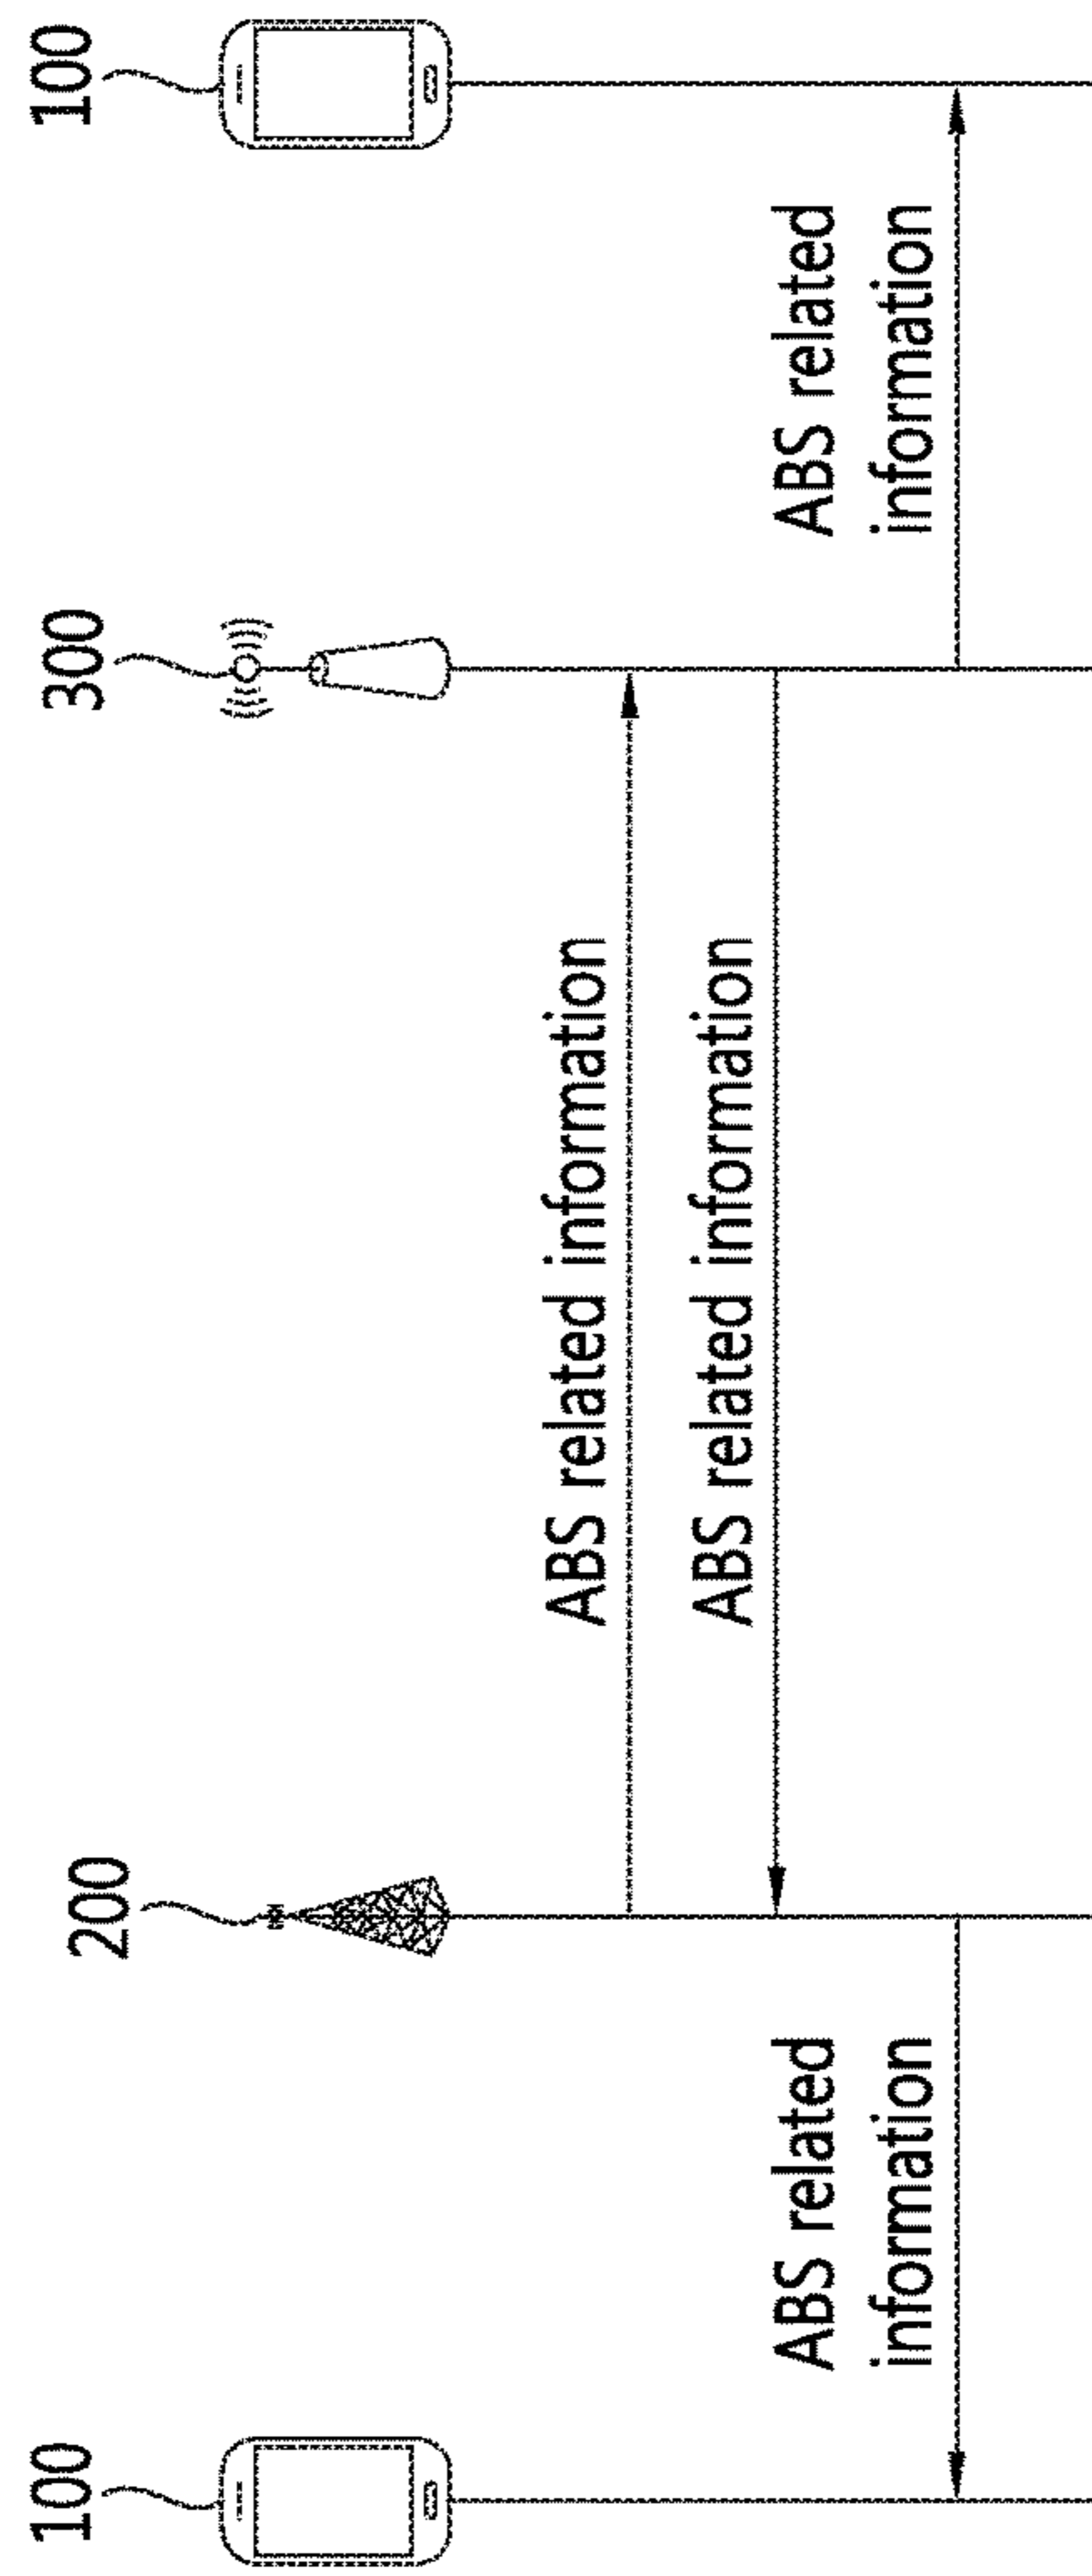 100
200
300
100
ABS related information
ABS related information
ABS related
information
ABS related
information